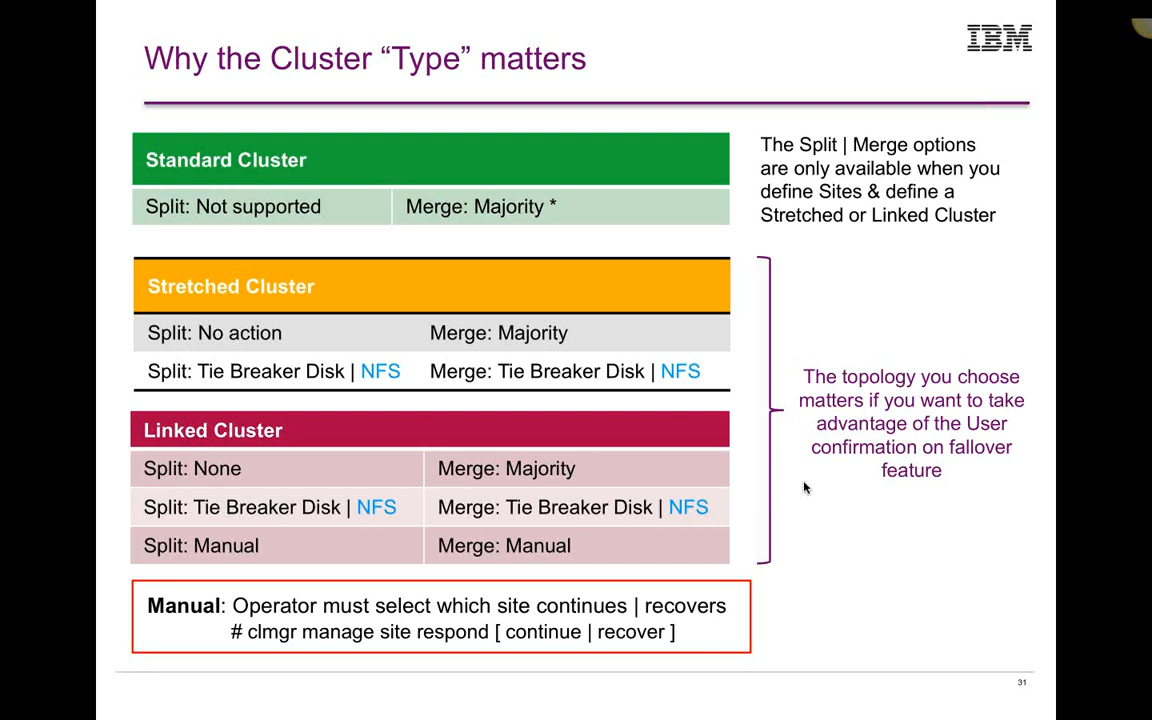 IBM
Why the Cluster “Type” matters
Standard Cluster
Split: Not supported Merge: Majority *
The Split | Merge options
are only available when you
define Sites & define a
Stretched or Linked Cluster
Stretched Cluster
Split: No action Merge: Majority
Split: Tie Breaker Disk | NFS Merge: Tie Breaker Disk | NFS
Linked Cluster
Split: None Merge: Majority
Split: Tie Breaker Disk | NFS Merge: Tie Breaker Disk | NFS
Split: Manual Merge: Manual
The topology you choose
matters if you want to take
advantage of the User
confirmation on fallover
feature
Manual: Operator must select which site continues | recovers
# clmgr manage site respond [ continue | recover ]
31